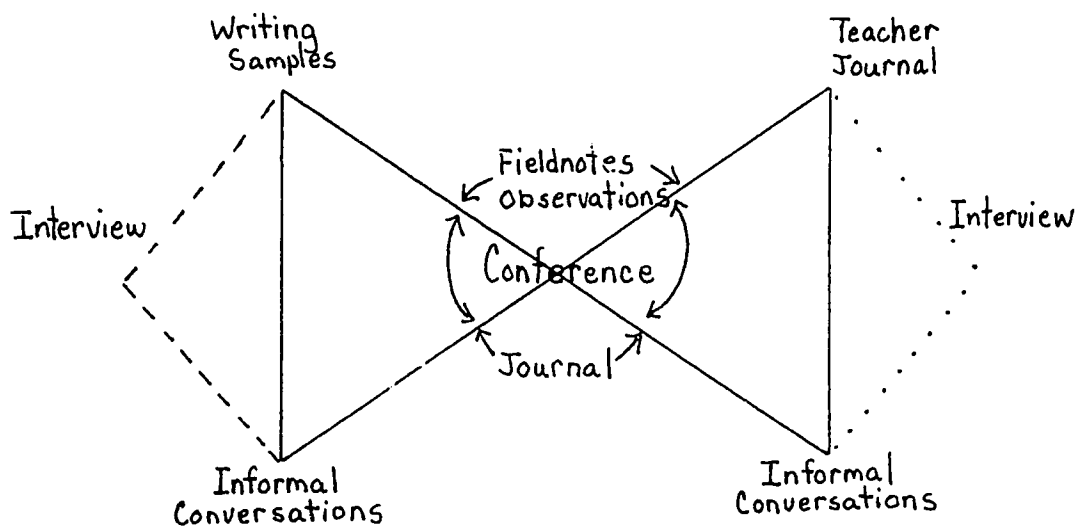 Writing
Samples
Teacher
Journal
Fieldnotes
Observations
Interview
Interview
Conference
Journal
Informal
Conversations
Informal
Conversations